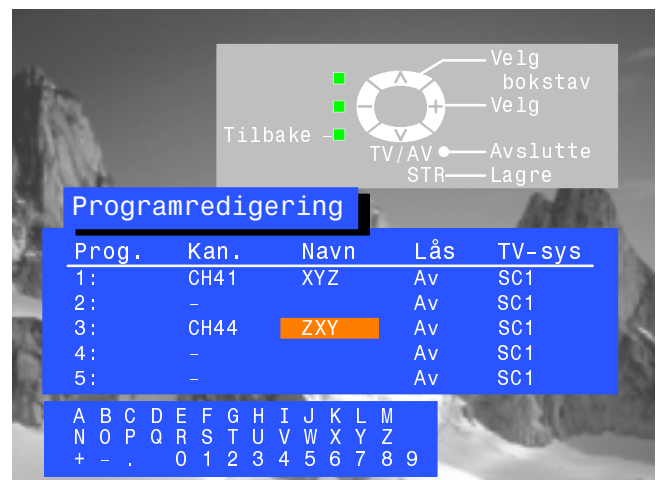 Velg
bokstav
Velg
Tilbake
TV/AV Avslutte
STR Lagre
Programredigering
Prog. Kan. Navn Lås TV-sys
1: CH41 XYZ Av SC1
2: – Av SC1
3: CH44 ZXY Av SC1
4: – Av SC1
5: – Av SC1
A B C D E F G H I J K L M
N O P Q R S T U V W X Y Z
+ – . 0 1 2 3 4 5 6 7 8 9